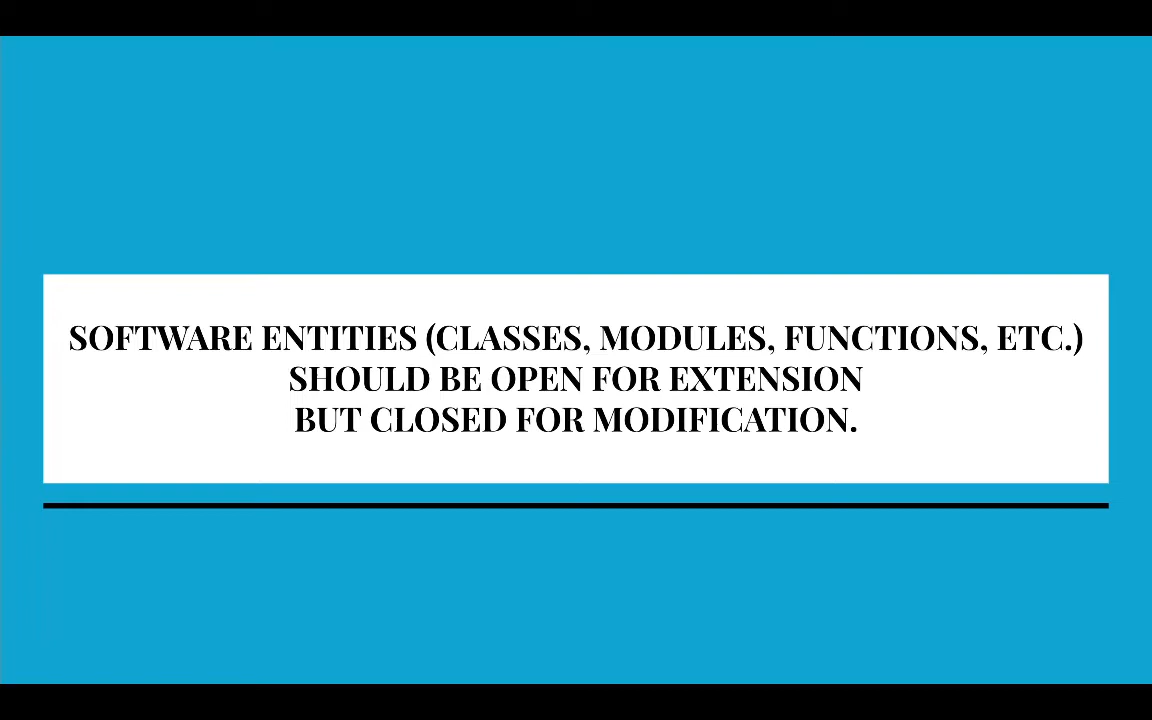 SOFTWARE ENTITIES (CLASSES, MODULES, FUNCTIONS, ETC.)
SHOULD BE OPEN FOR EXTENSION
BUT CLOSED FOR MODIFICATION.